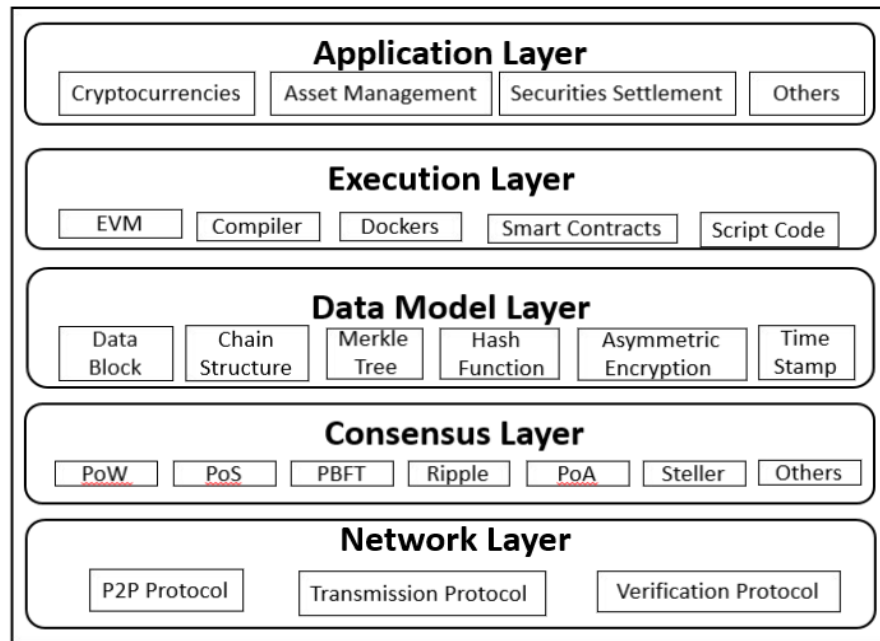 Application Layer
Cryptocurrencies Asset Management Securities Settlement Others
Execution Layer
EVM Compiler Dockers Smart Contracts Script Code
Data Model Layer
Data Block
Chain Structure
Merkle Tree
Hash Function
Asymmetric Encryption
Time Stamp
Consensus Layer
PoW PoS PBFT Ripple PoA Steller Others
Network Layer
P2P Protocol Transmission Protocol Verification Protocol